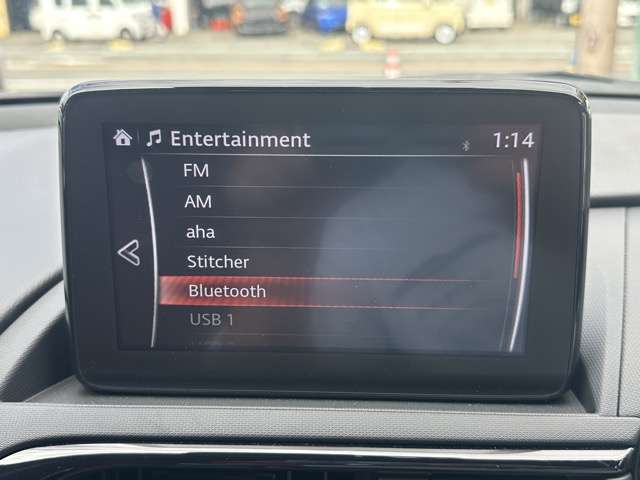 Entertainment 1:14
FM
AM
aha
Stitcher
Bluetooth
USB 1